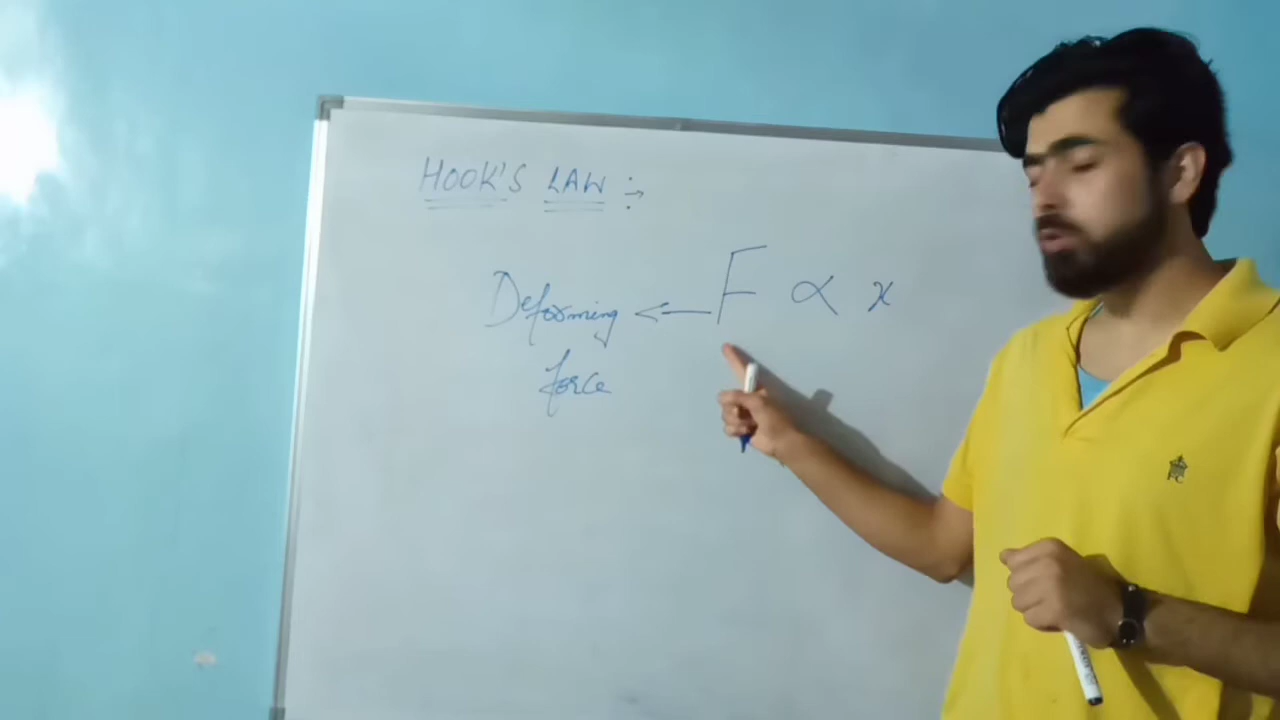 HOOK'S LAW :→
Deforming ← F ∝ x
force